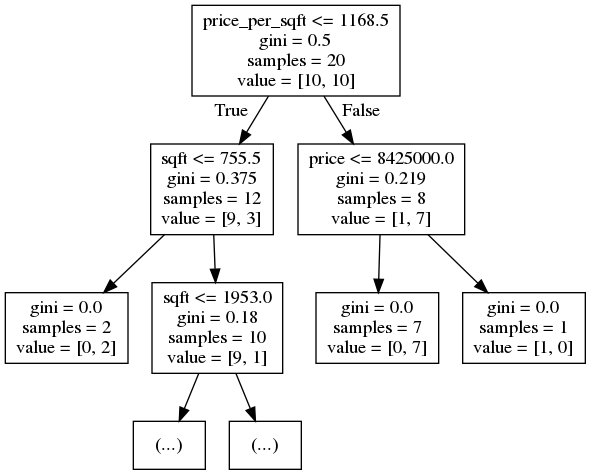 price_per_sqft <= 1168.5
gini = 0.5
samples = 20
value = [10, 10]
True
False
sqft <= 755.5
gini = 0.375
samples = 12
value = [9, 3]
price <= 8425000.0
gini = 0.219
samples = 8
value = [1, 7]
gini = 0.0
samples = 2
value = [0, 2]
sqft <= 1953.0
gini = 0.18
samples = 10
value = [9, 1]
gini = 0.0
samples = 7
value = [0, 7]
gini = 0.0
samples = 1
value = [1, 0]
(...)
(...)